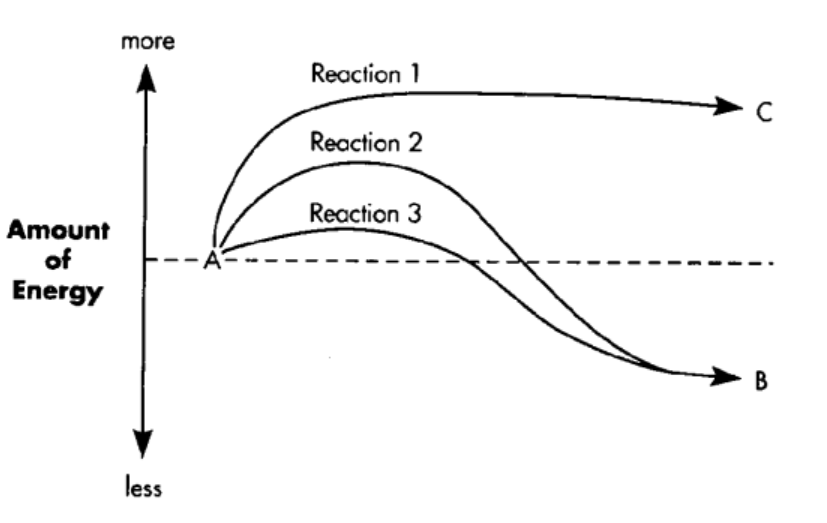 more
Reaction 1
C
Reaction 2
Reaction 3
Amount
of
Energy
A
B
less